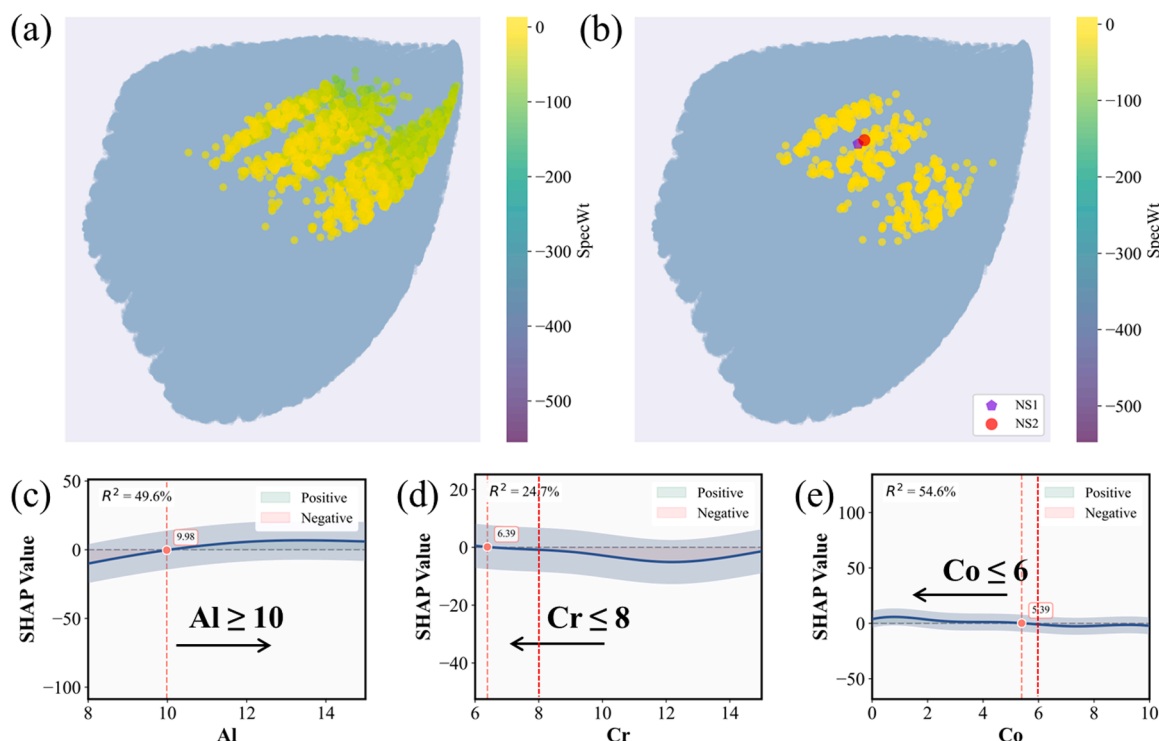 (a)
0
−100
−200
−300
−400
−500
SpecWt
(b)
NS1
NS2
0
−100
−200
−300
−400
−500
SpecWt
(c)
SHAP Value
50
0
−50
−100
R² = 49.6%
Positive
Negative
9.98
Al ≥ 10
8 10 12 14
Al
(d)
SHAP Value
20
0
−20
−40
R² = 24.7%
Positive
Negative
6.39
Cr ≤ 8
6 8 10 12 14
Cr
(e)
SHAP Value
100
50
0
−50
R² = 54.6%
Positive
Negative
Co ≤ 6
5.39
0 2 4 6 8 10
Co